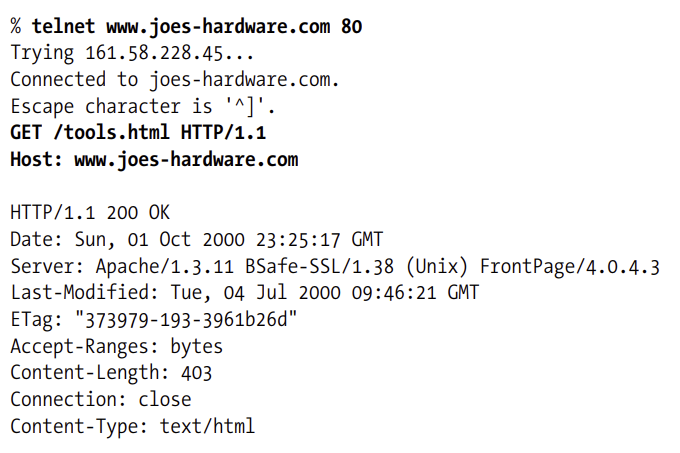 % telnet www.joes-hardware.com 80
Trying 161.58.228.45...
Connected to joes-hardware.com.
Escape character is '^]'.
GET /tools.html HTTP/1.1
Host: www.joes-hardware.com

HTTP/1.1 200 OK
Date: Sun, 01 Oct 2000 23:25:17 GMT
Server: Apache/1.3.11 BSafe-SSL/1.38 (Unix) FrontPage/4.0.4.3
Last-Modified: Tue, 04 Jul 2000 09:46:21 GMT
ETag: "373979-193-3961b26d"
Accept-Ranges: bytes
Content-Length: 403
Connection: close
Content-Type: text/html